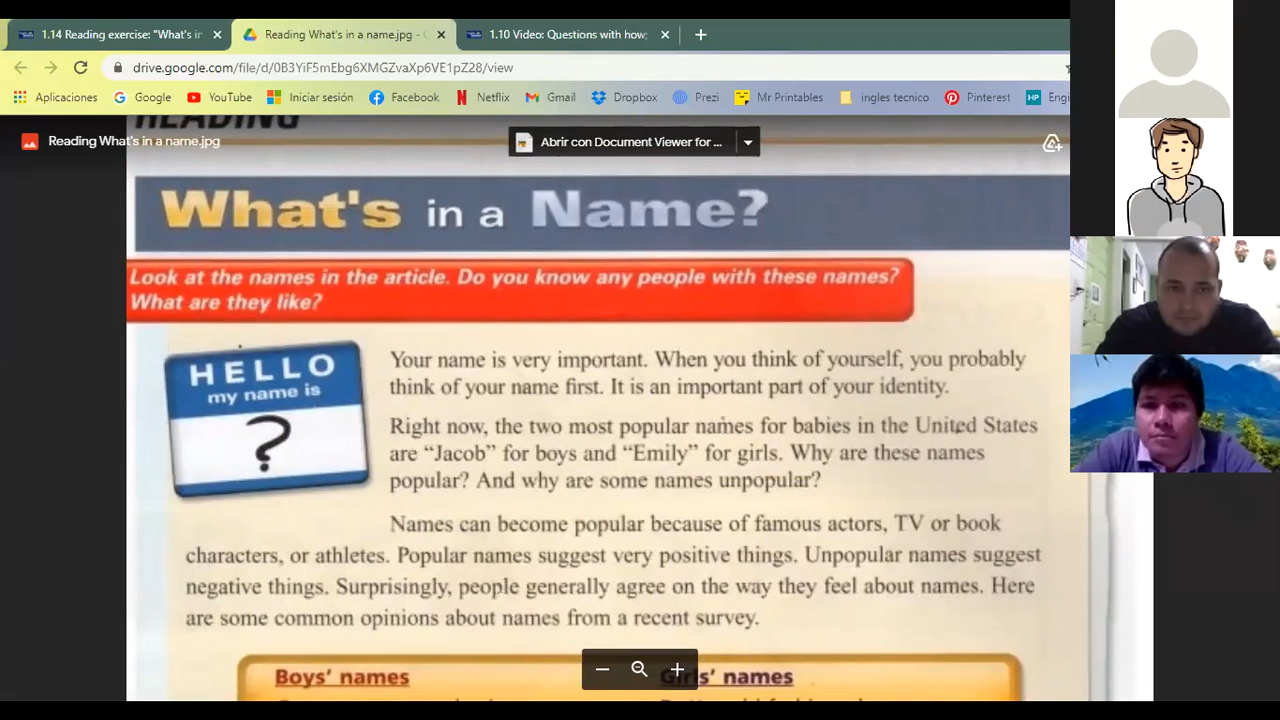 1.14 Reading exercise: "What's in
Reading What's in a name.jpg -
1.10 Video: Questions with how;
drive.google.com/file/d/0B3YiF5mEbg6XMGZvaXp6VE1pZ28/view
Aplicaciones Google YouTube Iniciar sesión Facebook Netflix Gmail Dropbox Prezi Mr Printables ingles tecnico Pinterest HP Engl
READING
Reading What's in a name.jpg
Abrir con Document Viewer for ...
What's in a Name?
Look at the names in the article. Do you know any people with these names?
What are they like?
HELLO
my name is
?
Your name is very important. When you think of yourself, you probably
think of your name first. It is an important part of your identity.
Right now, the two most popular names for babies in the United States
are “Jacob” for boys and “Emily” for girls. Why are these names
popular? And why are some names unpopular?
Names can become popular because of famous actors, TV or book
characters, or athletes. Popular names suggest very positive things. Unpopular names suggest
negative things. Surprisingly, people generally agree on the way they feel about names. Here
are some common opinions about names from a recent survey.
Boys' names
Girls' names